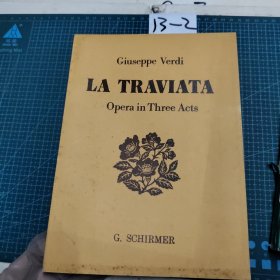 13-2
Giuseppe Verdi
LA TRAVIATA
Opera in Three Acts
G. SCHIRMER